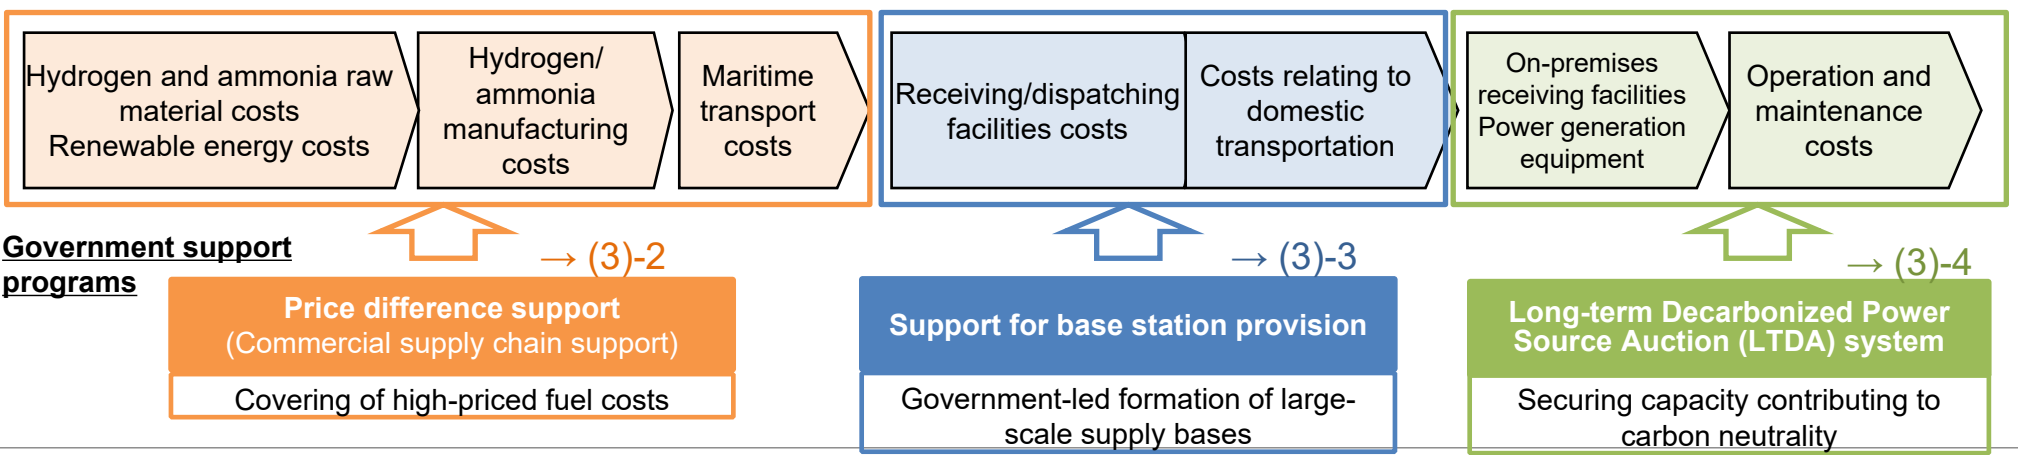 Hydrogen and ammonia raw
material costs
Renewable energy costs
Hydrogen/
ammonia
manufacturing
costs
Maritime
transport
costs
Receiving/dispatching
facilities costs
Costs relating to
domestic
transportation
On-premises
receiving facilities
Power generation
equipment
Operation and
maintenance
costs
Government support
programs
→ (3)-2
Price difference support
(Commercial supply chain support)
Covering of high-priced fuel costs
→ (3)-3
Support for base station provision
Government-led formation of large-
scale supply bases
→ (3)-4
Long-term Decarbonized Power
Source Auction (LTDA) system
Securing capacity contributing to
carbon neutrality